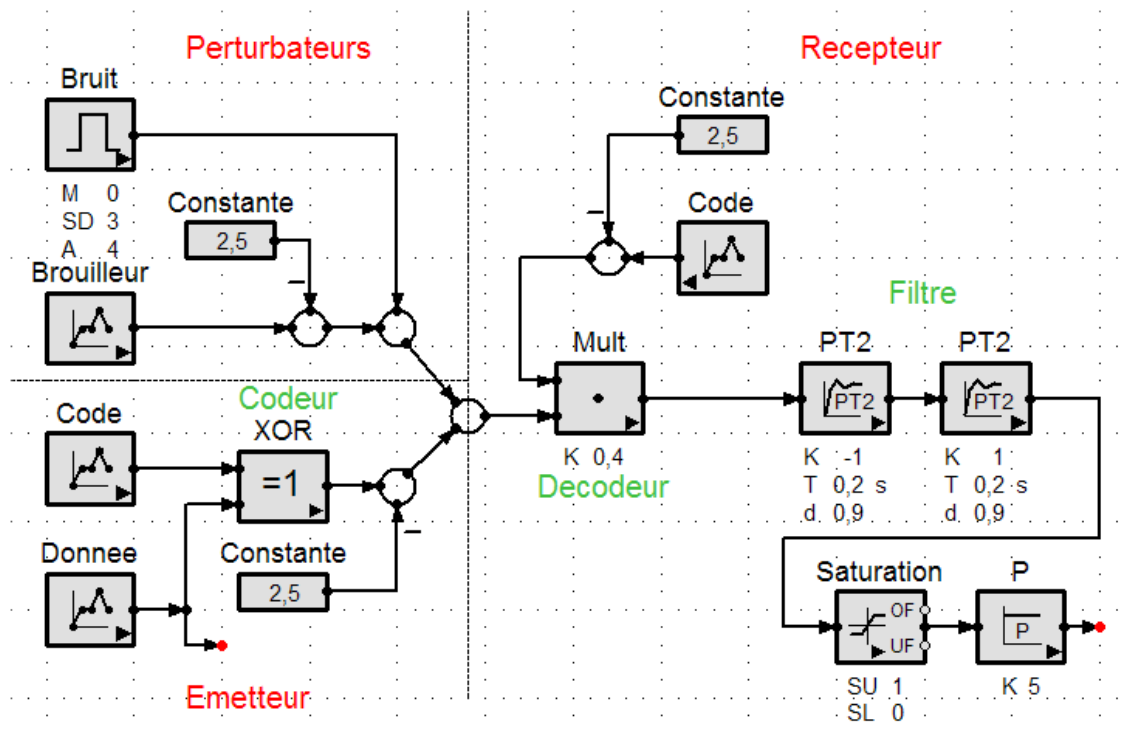 Perturbateurs
Recepteur
Bruit
M 0
SD 3
A 4
Constante
2,5
Brouilleur
Constante
2,5
Code
Filtre
Mult
K 0,4
Decodeur
PT2
PT2
PT2
PT2
K -1
T 0,2 s
d 0,9
K 1
T 0,2 s
d 0,9
Codeur
Code
XOR
=1
Donnee
Constante
2,5
Emetteur
Saturation
OF
UF
SU 1
SL 0
P
P
K 5